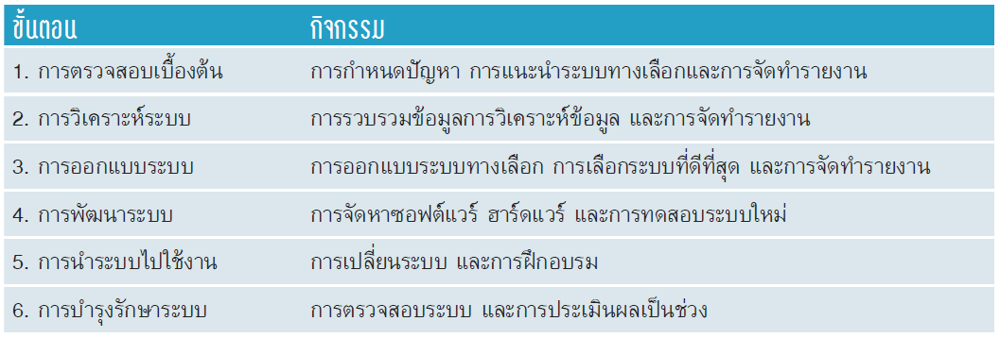 ขั้นตอน กิจกรรม
1. การตรวจสอบเบื้องต้น การกำหนดปัญหา การแนะนำระบบทางเลือกและการจัดทำรายงาน
2. การวิเคราะห์ระบบ การรวบรวมข้อมูลการวิเคราะห์ข้อมูล และการจัดทำรายงาน
3. การออกแบบระบบ การออกแบบระบบทางเลือก การเลือกระบบที่ดีที่สุด และการจัดทำรายงาน
4. การพัฒนาระบบ การจัดหาซอฟต์แวร์ ฮาร์ดแวร์ และการทดสอบระบบใหม่
5. การนำระบบไปใช้งาน การเปลี่ยนระบบ และการฝึกอบรม
6. การบำรุงรักษาระบบ การตรวจสอบระบบ และการประเมินผลเป็นช่วง